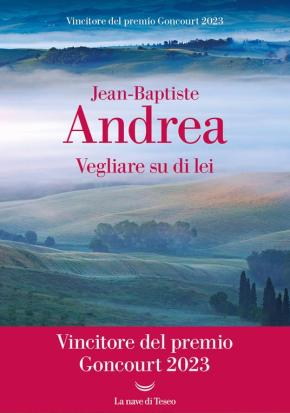 Vincitore del premio Goncourt 2023
Jean-Baptiste
Andrea
Vegliare su di lei
Vincitore del premio
Goncourt 2023
La nave di Teseo